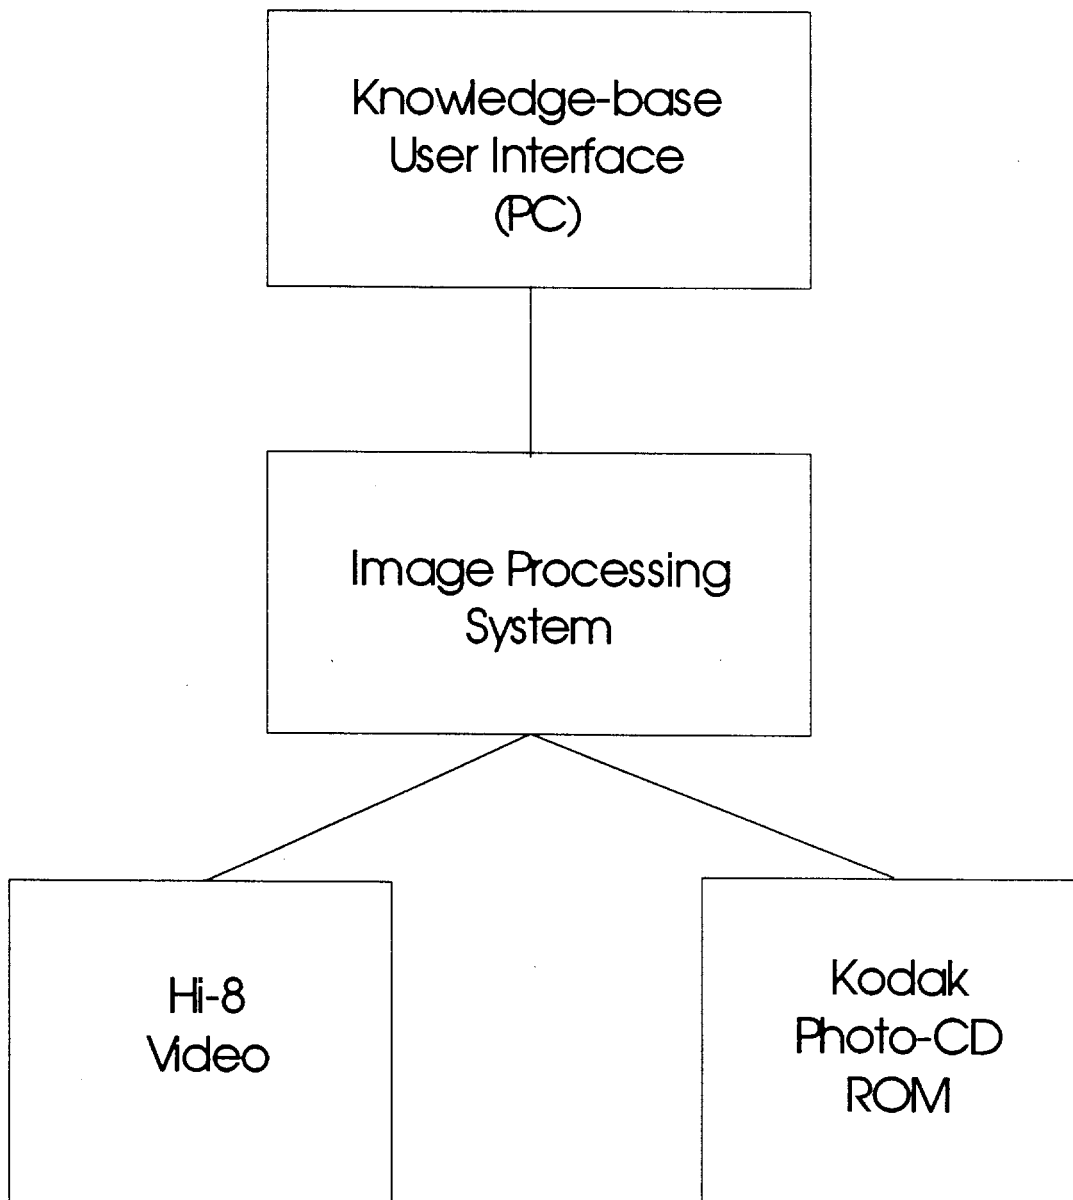 Knowledge-base
User Interface
(PC)
Image Processing
System
Hi-8
Video
Kodak
Photo-CD
ROM